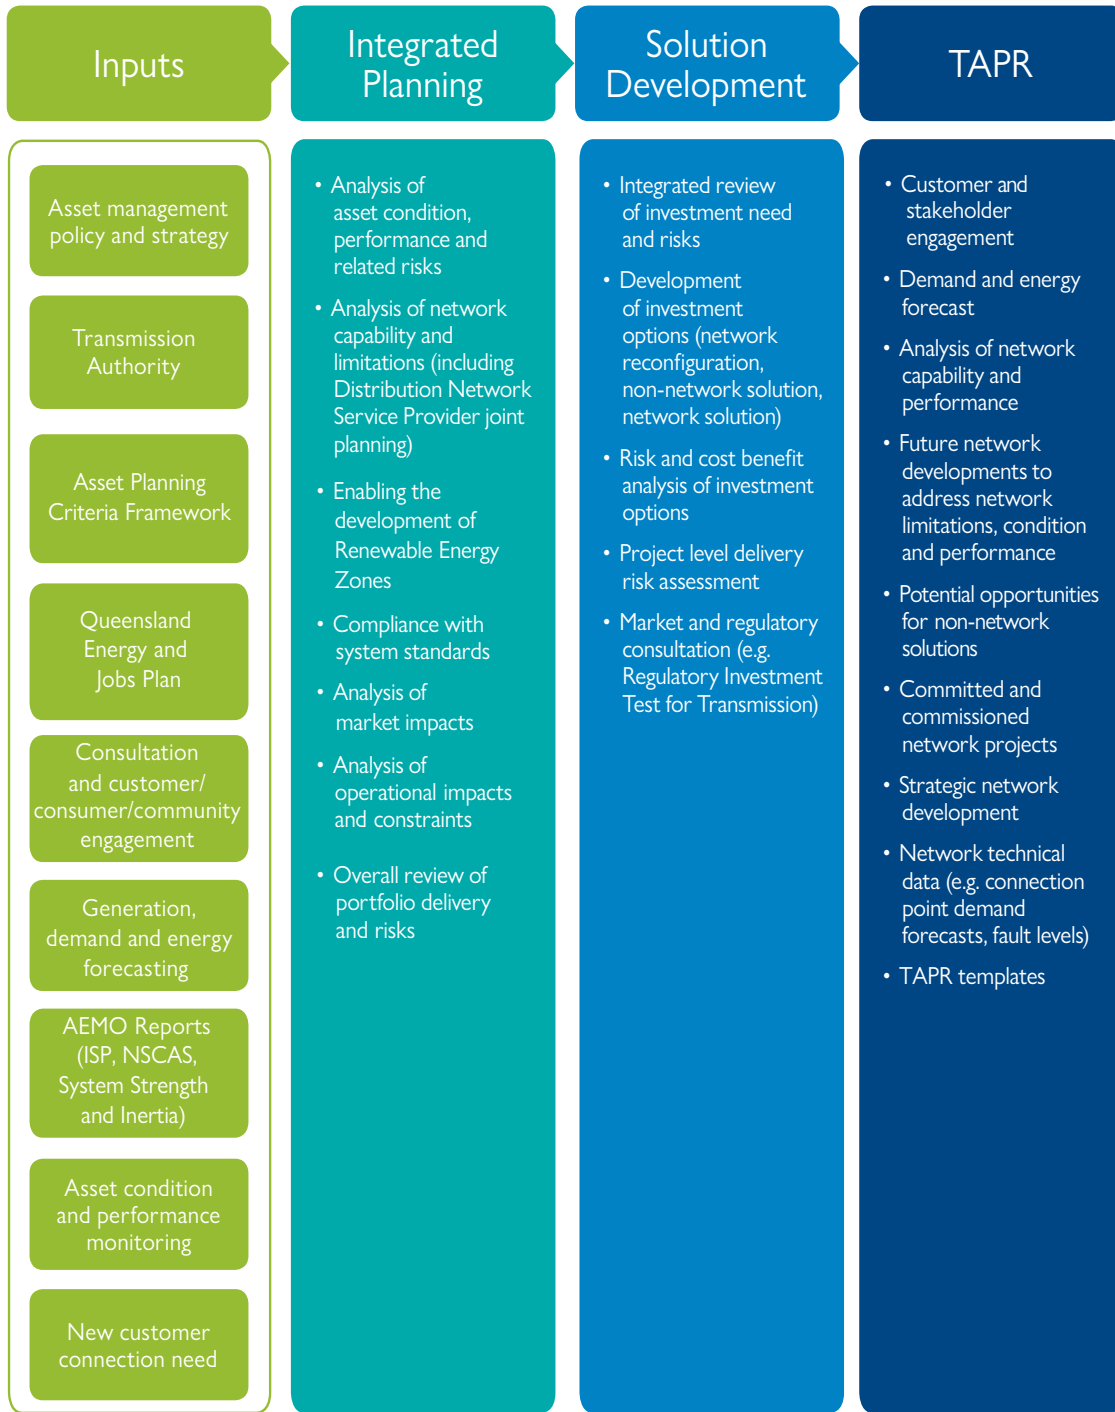 Inputs
Integrated
Planning
Solution
Development
TAPR
Asset management
policy and strategy
Transmission
Authority
Asset Planning
Criteria Framework
Queensland
Energy and
Jobs Plan
Consultation
and customer/
consumer/community
engagement
Generation,
demand and energy
forecasting
AEMO Reports
(ISP, NSCAS,
System Strength
and Inertia)
Asset condition
and performance
monitoring
New customer
connection need
• Analysis of
asset condition,
performance and
related risks
• Analysis of network
capability and
limitations (including
Distribution Network
Service Provider joint
planning)
• Enabling the
development of
Renewable Energy
Zones
• Compliance with
system standards
• Analysis of
market impacts
• Analysis of
operational impacts
and constraints
• Overall review of
portfolio delivery
and risks
• Integrated review
of investment need
and risks
• Development
of investment
options (network
reconfiguration,
non-network solution,
network solution)
• Risk and cost benefit
analysis of investment
options
• Project level delivery
risk assessment
• Market and regulatory
consultation (e.g.
Regulatory Investment
Test for Transmission)
• Customer and
stakeholder
engagement
• Demand and energy
forecast
• Analysis of network
capability and
performance
• Future network
developments to
address network
limitations, condition
and performance
• Potential opportunities
for non-network
solutions
• Committed and
commissioned
network projects
• Strategic network
development
• Network technical
data (e.g. connection
point demand
forecasts, fault levels)
• TAPR templates